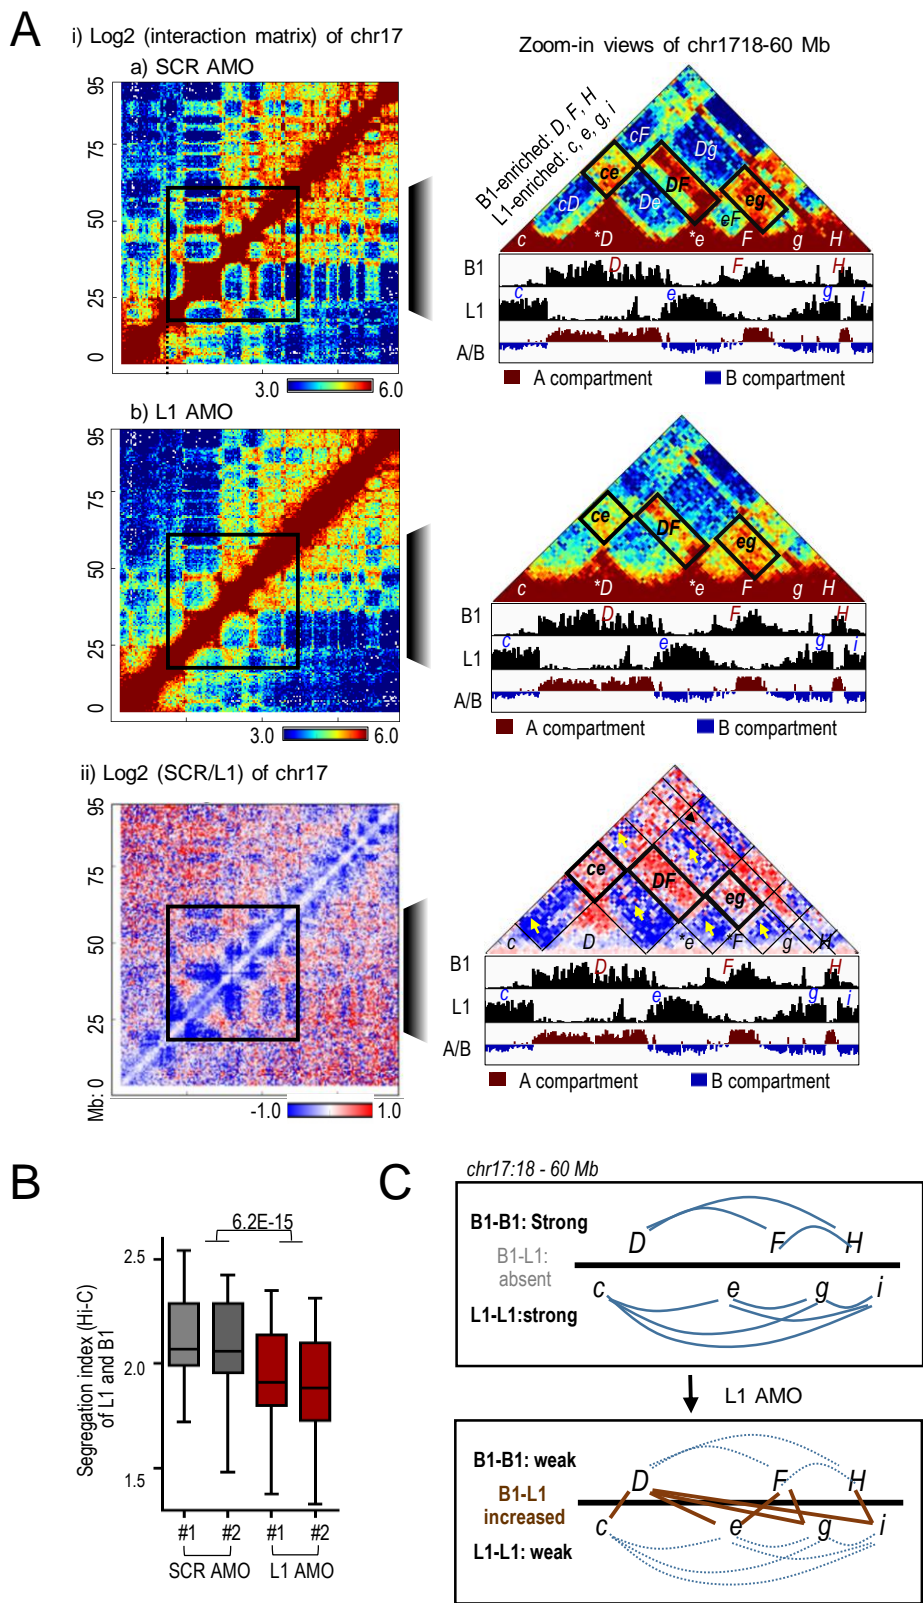 A
i) Log2 (interaction matrix) of chr17
a) SCR AMO
95
75
50
25
0
3.0 6.0
Zoom-in views of chr1718-60 Mb
B1-enriched: D, F, H
L1-enriched: c, e, g, i
cF Dg
ce DF eg
cD De eF
c *D *e F g H
B1 D F H
L1 c e g i
A/B
A compartment B compartment
b) L1 AMO
95
75
50
25
0
3.0 6.0
ce DF eg
c *D *e F g H
B1 D F H
L1 c e g i
A/B
A compartment B compartment
ii) Log2 (SCR/L1) of chr17
95
75
50
25
Mb: 0
-1.0 1.0
ce DF eg
c D *e *F g H
B1 D F H
L1 c e g i
A/B
A compartment B compartment
B
6.2E-15
Segregation index (Hi-C)
of L1 and B1
2.5
2.0
1.5
#1 #2 #1 #2
SCR AMO L1 AMO
C
chr17:18 - 60 Mb
B1-B1: Strong
D F H
B1-L1:
absent
c e g i
L1-L1:strong
L1 AMO
B1-B1: weak
D F H
B1-L1
increased
c e g i
L1-L1: weak